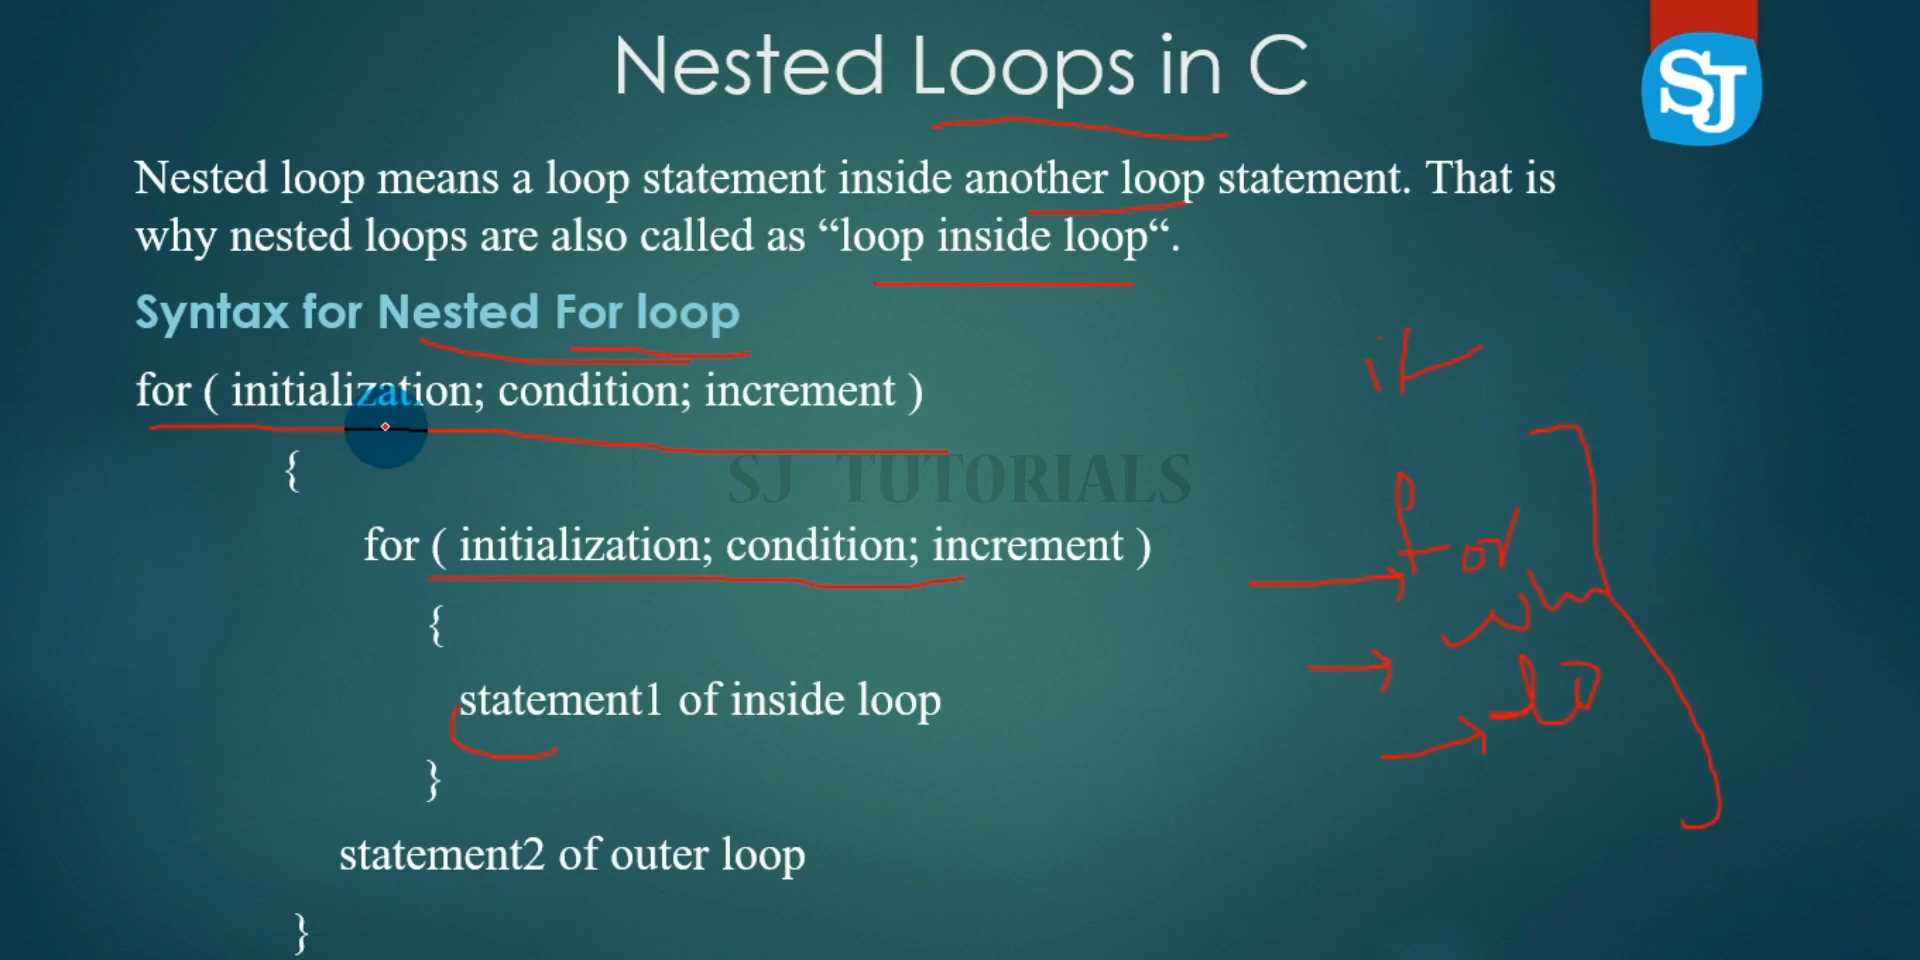 Nested Loops in C
SJ
Nested loop means a loop statement inside another loop statement. That is
why nested loops are also called as “loop inside loop“.
Syntax for Nested For loop
for ( initialization; condition; increment )
{
SJ TUTORIALS
for ( initialization; condition; increment )
{
statement1 of inside loop
}
statement2 of outer loop
}
if
for